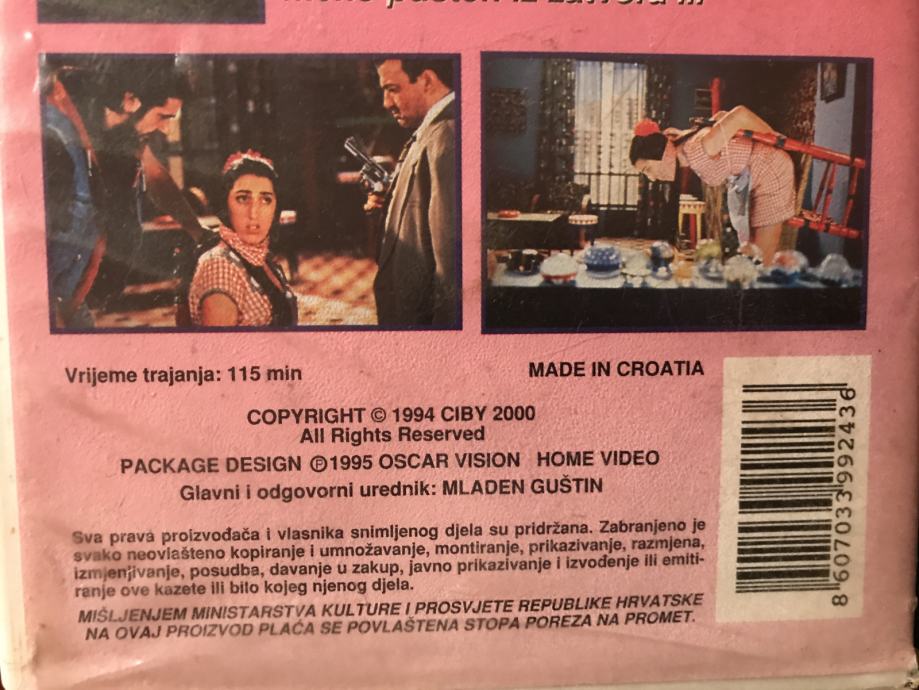 pušten iz zatvora ...
Vrijeme trajanja: 115 min
MADE IN CROATIA
COPYRIGHT © 1994 CIBY 2000
All Rights Reserved
PACKAGE DESIGN ℗1995 OSCAR VISION HOME VIDEO
Glavni i odgovorni urednik: MLADEN GUŠTIN
Sva prava proizvođača i vlasnika snimljenog djela su pridržana. Zabranjeno je
svako neovlašteno kopiranje i umnožavanje, montiranje, prikazivanje, razmjena,
izmjenjivanje, posudba, davanje u zakup, javno prikazivanje i izvođenje ili emiti-
ranje ove kazete ili bilo kojeg njenog djela.
MIŠLJENJEM MINISTARSTVA KULTURE I PROSVJETE REPUBLIKE HRVATSKE
NA OVAJ PROIZVOD PLAĆA SE POVLAŠTENA STOPA POREZA NA PROMET.
8 607033 992436